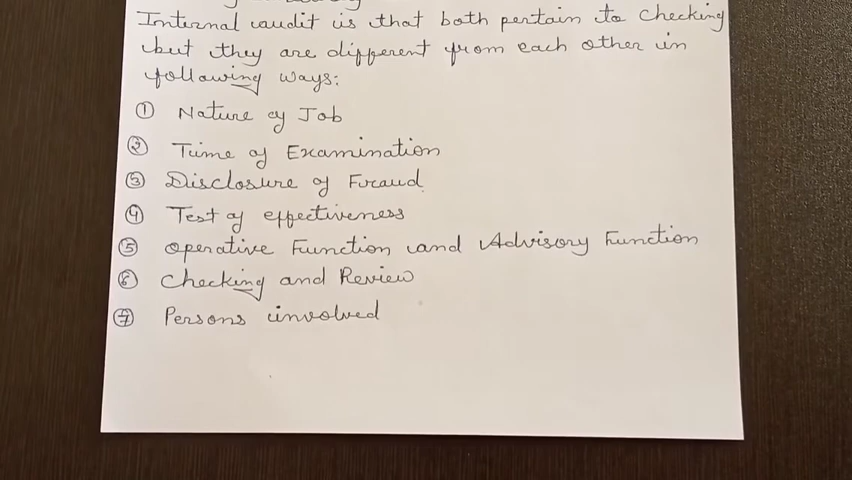 Internal audit is that both pertain to checking
but they are different from each other in
following ways:
① Nature of Job
② Time of Examination
③ Disclosure of Fraud
④ Test of effectiveness
⑤ Operative Function and Advisory Function
⑥ Checking and Review
⑦ Persons involved